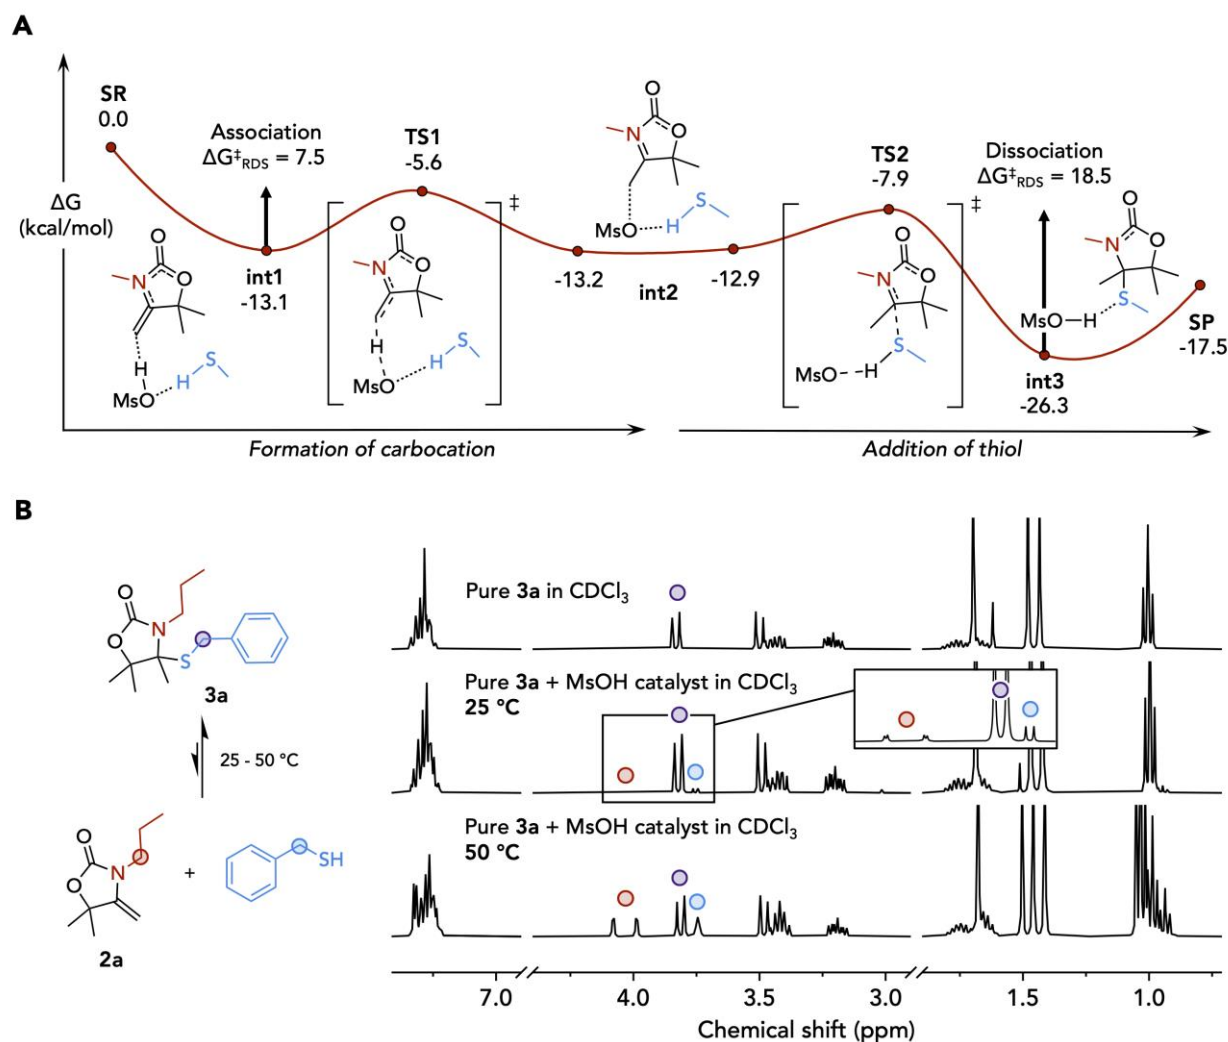 A
SR
0.0
Association
ΔG‡RDS = 7.5
TS1
-5.6
TS2
-7.9
Dissociation
ΔG‡RDS = 18.5
ΔG
(kcal/mol)
int1
-13.1
-13.2
int2
-12.9
int3
-26.3
SP
-17.5
O
N
O
H
MsO
H
S
‡
O
N
O
H
MsO
H
S
O
N
O
MsO
H
S
‡
O
N
O
S
MsO
H
O
N
O
S
MsO
H
Formation of carbocation
Addition of thiol
B
O
N
O
S
3a
25 - 50 °C
O
N
O
2a
+
SH
Pure 3a in CDCl3
Pure 3a + MsOH catalyst in CDCl3
25 °C
Pure 3a + MsOH catalyst in CDCl3
50 °C
7.0
4.0
3.5
3.0
1.5
1.0
Chemical shift (ppm)